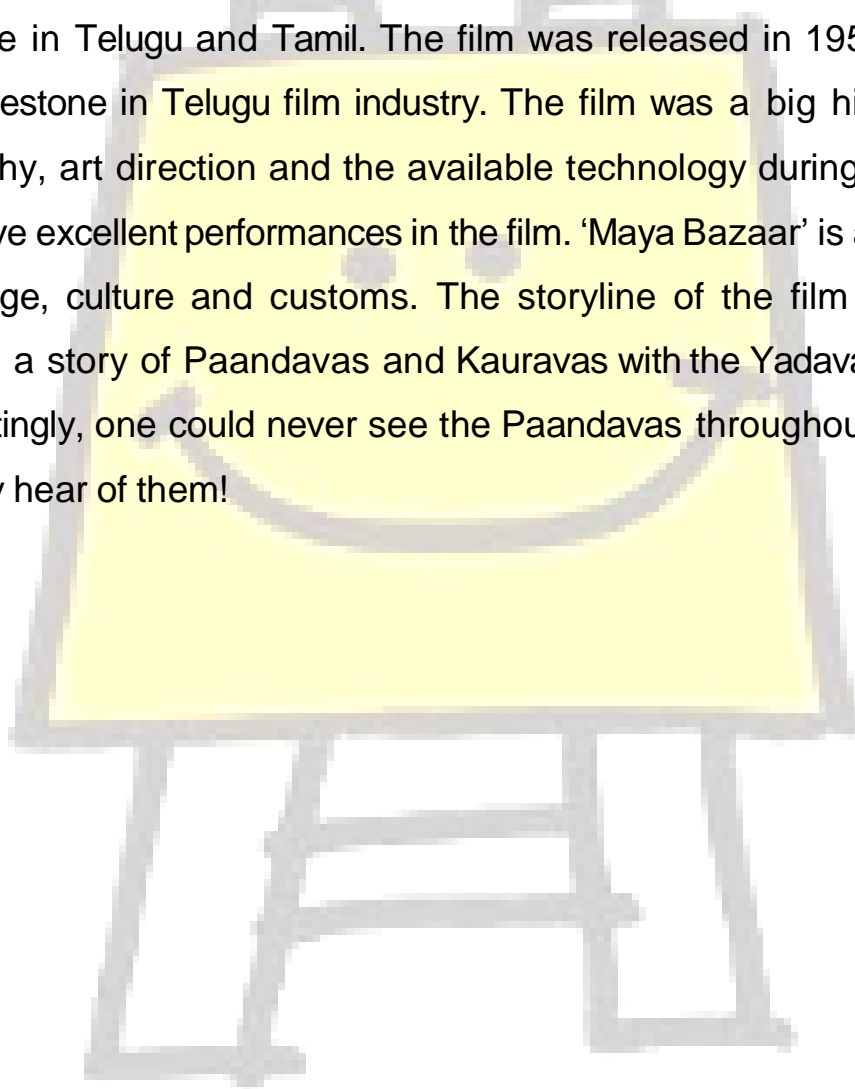 e in Telugu and Tamil. The film was released in 195
estone in Telugu film industry. The film was a big hi
hy, art direction and the available technology during
ve excellent performances in the film. ‘Maya Bazaar’ is a
ge, culture and customs. The storyline of the film
a story of Paandavas and Kauravas with the Yadava
tingly, one could never see the Paandavas throughou
y hear of them!